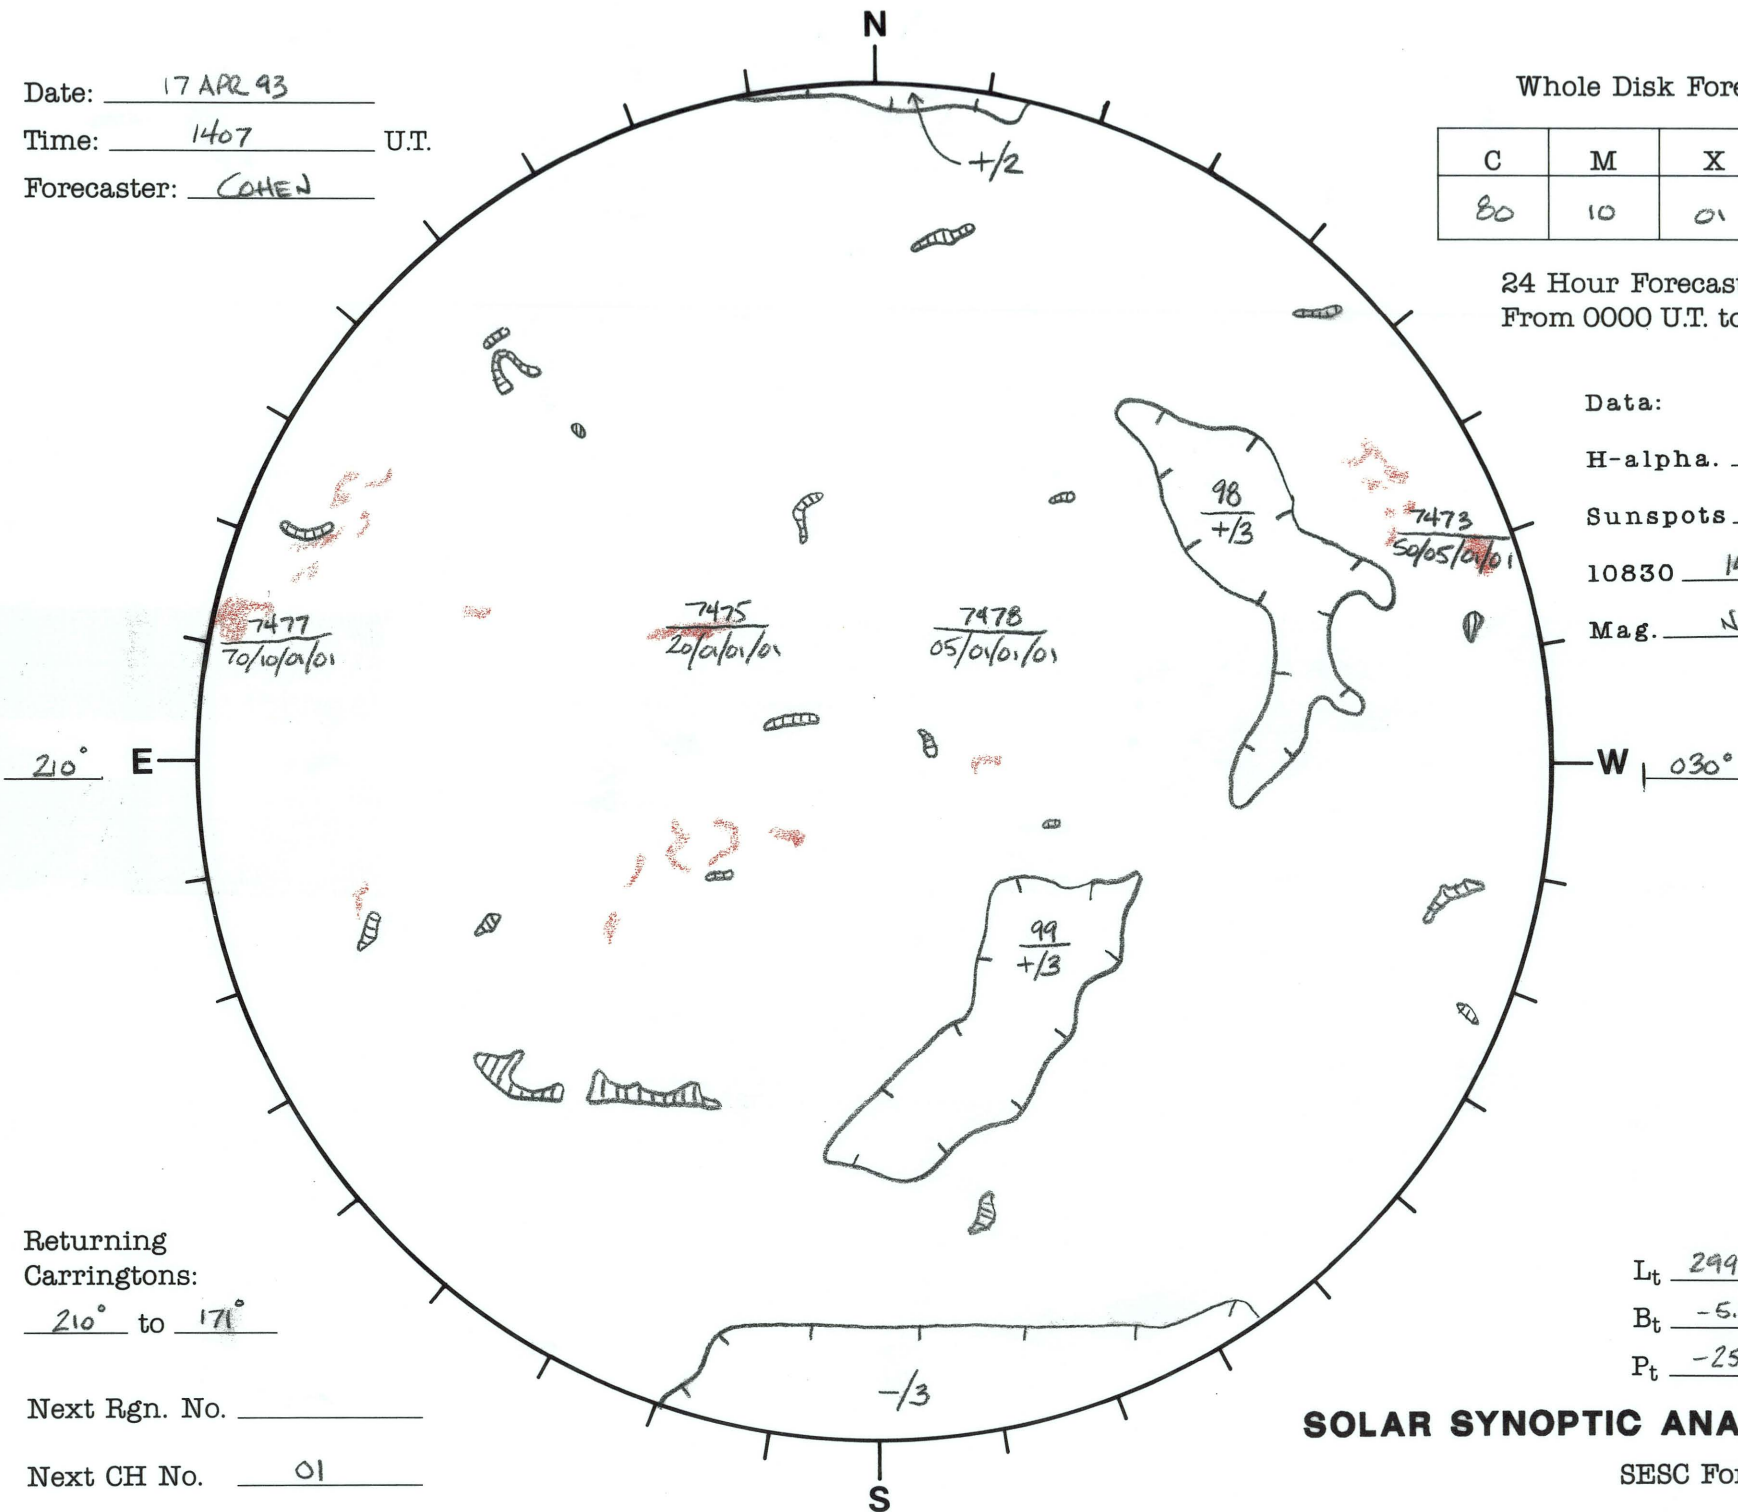 N
Date: 17 APR 93
Time: 1407 U.T.
Forecaster: COHEN
Whole Disk Fore
C M X
80 10 01
24 Hour Forecas
From 0000 U.T. to
Data:
H-alpha.
Sunspots
10830
Mag. N
+/2
98
+/3
7473
50/05/01/01
7477
70/10/01/01
7475
20/01/01/01
7478
05/01/01/01
210° E
W 030°
99
+/3
-/3
Returning
Carringtons:
210° to 171°
Next Rgn. No.
Next CH No. 01
Lt 299
Bt -5.
Pt -25
SOLAR SYNOPTIC ANA
SESC For
S